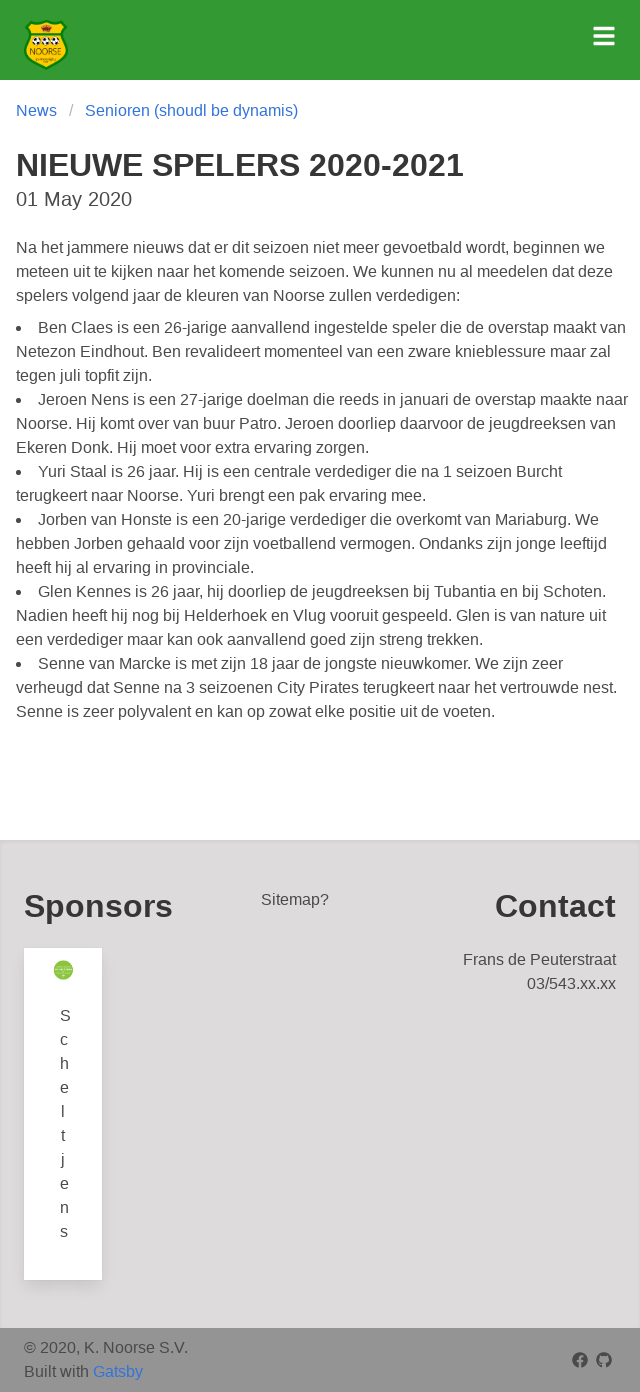 NOORSE
News / Senioren (shoudl be dynamis)
NIEUWE SPELERS 2020-2021
01 May 2020
Na het jammere nieuws dat er dit seizoen niet meer gevoetbald wordt, beginnen we
meteen uit te kijken naar het komende seizoen. We kunnen nu al meedelen dat deze
spelers volgend jaar de kleuren van Noorse zullen verdedigen:
• Ben Claes is een 26-jarige aanvallend ingestelde speler die de overstap maakt van
Netezon Eindhout. Ben revalideert momenteel van een zware knieblessure maar zal
tegen juli topfit zijn.
• Jeroen Nens is een 27-jarige doelman die reeds in januari de overstap maakte naar
Noorse. Hij komt over van buur Patro. Jeroen doorliep daarvoor de jeugdreeksen van
Ekeren Donk. Hij moet voor extra ervaring zorgen.
• Yuri Staal is 26 jaar. Hij is een centrale verdediger die na 1 seizoen Burcht
terugkeert naar Noorse. Yuri brengt een pak ervaring mee.
• Jorben van Honste is een 20-jarige verdediger die overkomt van Mariaburg. We
hebben Jorben gehaald voor zijn voetballend vermogen. Ondanks zijn jonge leeftijd
heeft hij al ervaring in provinciale.
• Glen Kennes is 26 jaar, hij doorliep de jeugdreeksen bij Tubantia en bij Schoten.
Nadien heeft hij nog bij Helderhoek en Vlug vooruit gespeeld. Glen is van nature uit
een verdediger maar kan ook aanvallend goed zijn streng trekken.
• Senne van Marcke is met zijn 18 jaar de jongste nieuwkomer. We zijn zeer
verheugd dat Senne na 3 seizoenen City Pirates terugkeert naar het vertrouwde nest.
Senne is zeer polyvalent en kan op zowat elke positie uit de voeten.
Sponsors
S
c
h
e
l
t
j
e
n
s
Sitemap?
Contact
Frans de Peuterstraat
03/543.xx.xx
© 2020, K. Noorse S.V.
Built with Gatsby